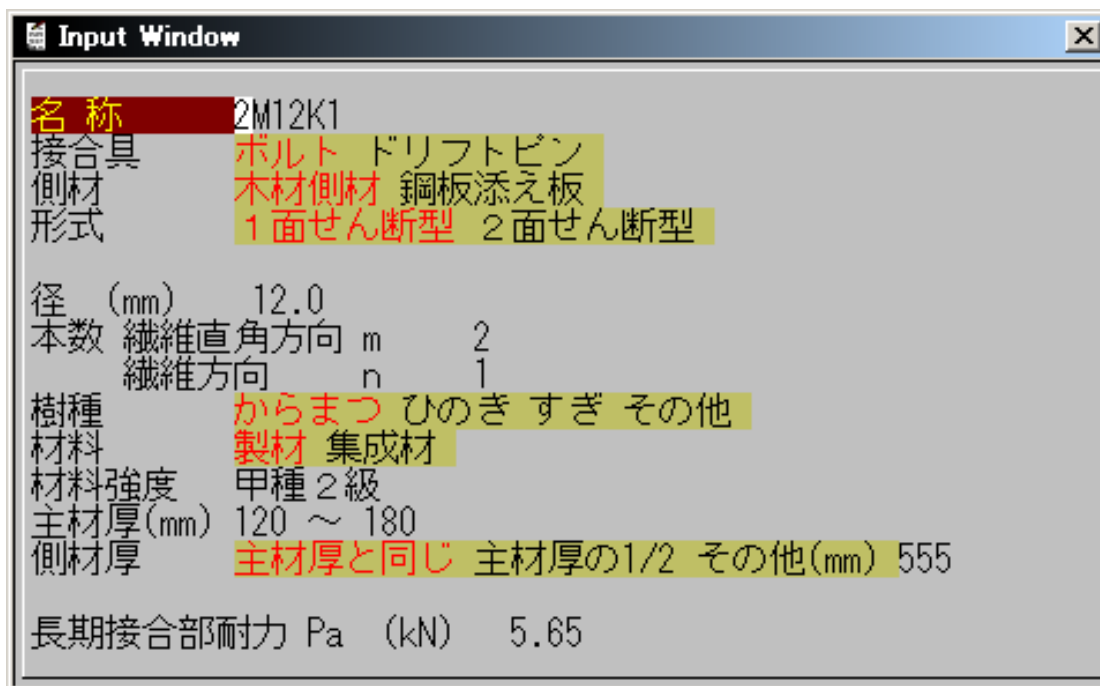 Input Window
名 称 2M12K1
接合具 ボルト ドリフトピン
側材 木材側材 鋼板添え板
形式 1面せん断型 2面せん断型
径 (mm) 12.0
本数 繊維直角方向 m 2
繊維方向 n 1
樹種 からまつ ひのき すぎ その他
材料 製材 集成材
材料強度 甲種2級
主材厚(mm) 120 ～ 180
側材厚 主材厚と同じ 主材厚の1/2 その他(mm) 555
長期接合部耐力 Pa (kN) 5.65